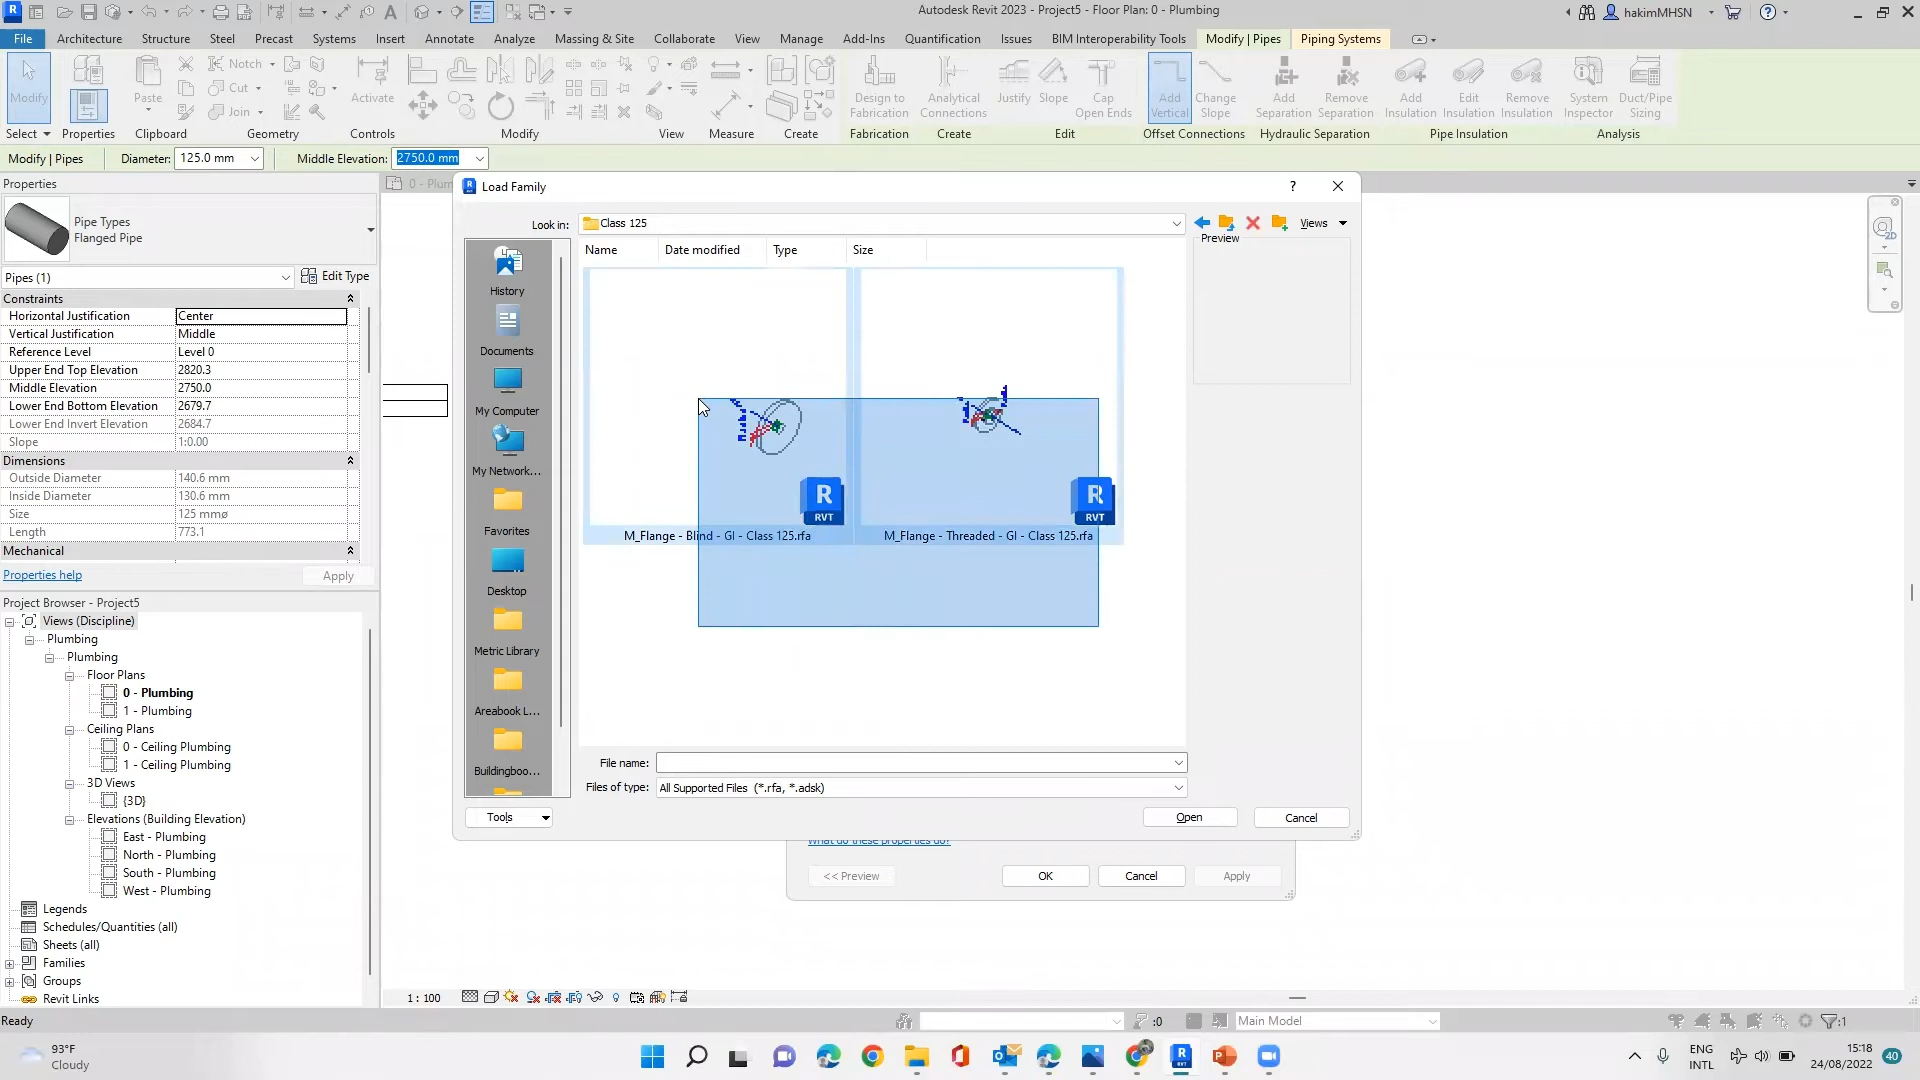 Autodesk Revit 2023 - Project5 - Floor Plan: 0 - Plumbing
hakimMHSN
File Architecture Structure Steel Precast Systems Insert Annotate Analyze Massing & Site Collaborate View Manage Add-Ins Quantification Issues BIM Interoperability Tools Modify | Pipes Piping Systems
Modify
Paste
Notch
Cut
Join
Activate
Design to Fabrication
Analytical Connections
Justify
Slope
Cap Open Ends
Add Vertical
Change Slope
Add Separation
Remove Separation
Add Insulation
Edit Insulation
Remove Insulation
System Inspector
Duct/Pipe Sizing
Select Properties Clipboard Geometry Controls Modify View Measure Create Fabrication Create Edit Offset Connections Hydraulic Separation Pipe Insulation Analysis
Modify | Pipes Diameter: 125.0 mm Middle Elevation: 2750.0 mm
Properties
Pipe Types
Flanged Pipe
Pipes (1) Edit Type
Constraints
Horizontal Justification Center
Vertical Justification Middle
Reference Level Level 0
Upper End Top Elevation 2820.3
Middle Elevation 2750.0
Lower End Bottom Elevation 2679.7
Lower End Invert Elevation 2684.7
Slope 1:0.00
Dimensions
Outside Diameter 140.6 mm
Inside Diameter 130.6 mm
Size 125 mmø
Length 773.1
Mechanical
Properties help Apply
Project Browser - Project5
Views (Discipline)
Plumbing
Plumbing
Floor Plans
0 - Plumbing
1 - Plumbing
Ceiling Plans
0 - Ceiling Plumbing
1 - Ceiling Plumbing
3D Views
{3D}
Elevations (Building Elevation)
East - Plumbing
North - Plumbing
South - Plumbing
West - Plumbing
Legends
Schedules/Quantities (all)
Sheets (all)
Families
Groups
Revit Links
0 - Plum
Load Family
Look in: Class 125
Views
Preview
Name Date modified Type Size
History
Documents
My Computer
My Network...
Favorites
Desktop
Metric Library
Areabook L...
Buildingboo...
R
RVT
R
RVT
M_Flange - Blind - GI - Class 125.rfa
M_Flange - Threaded - GI - Class 125.rfa
File name:
Files of type: All Supported Files (*.rfa, *.adsk)
Tools Open Cancel
What do these properties do?
<< Preview OK Cancel Apply
2D
1 : 100
Ready
:0
Main Model
:1
93°F
Cloudy
ENG
INTL
15:18
24/08/2022
40